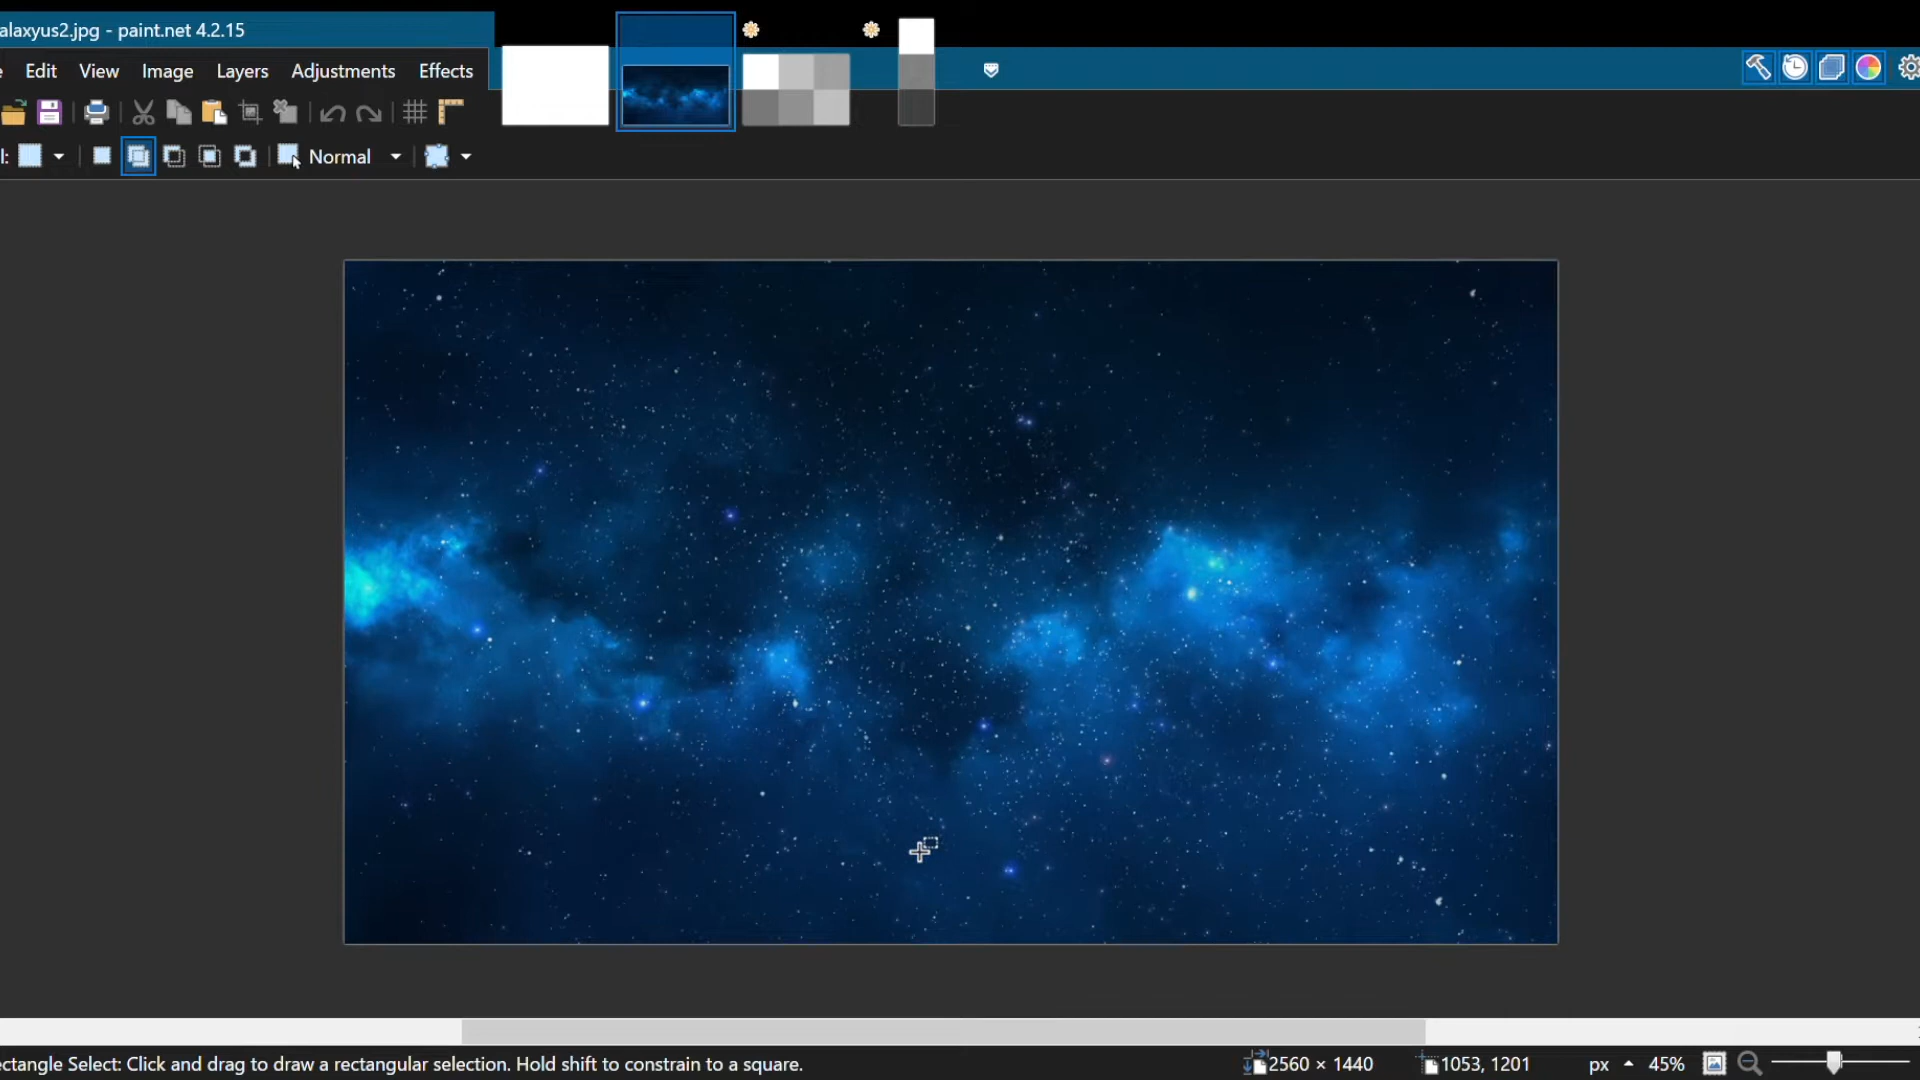 alaxyus2.jpg - paint.net 4.2.15
Edit View Image Layers Adjustments Effects
l: Normal
ectangle Select: Click and drag to draw a rectangular selection. Hold shift to constrain to a square.
2560 × 1440
1053, 1201
px
45%